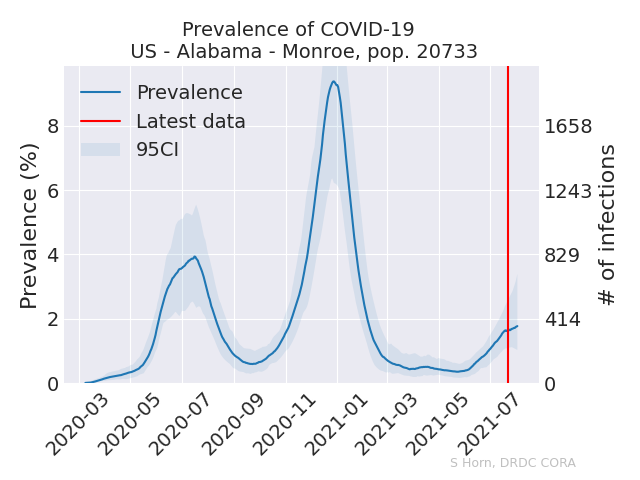 Prevalence of COVID-19
US - Alabama - Monroe, pop. 20733
Prevalence
Latest data
95CI
Prevalence (%)
8
6
4
2
0
1658
1243
829
414
0
# of infections
2020-03
2020-05
2020-07
2020-09
2020-11
2021-01
2021-03
2021-05
2021-07
S Horn, DRDC CORA